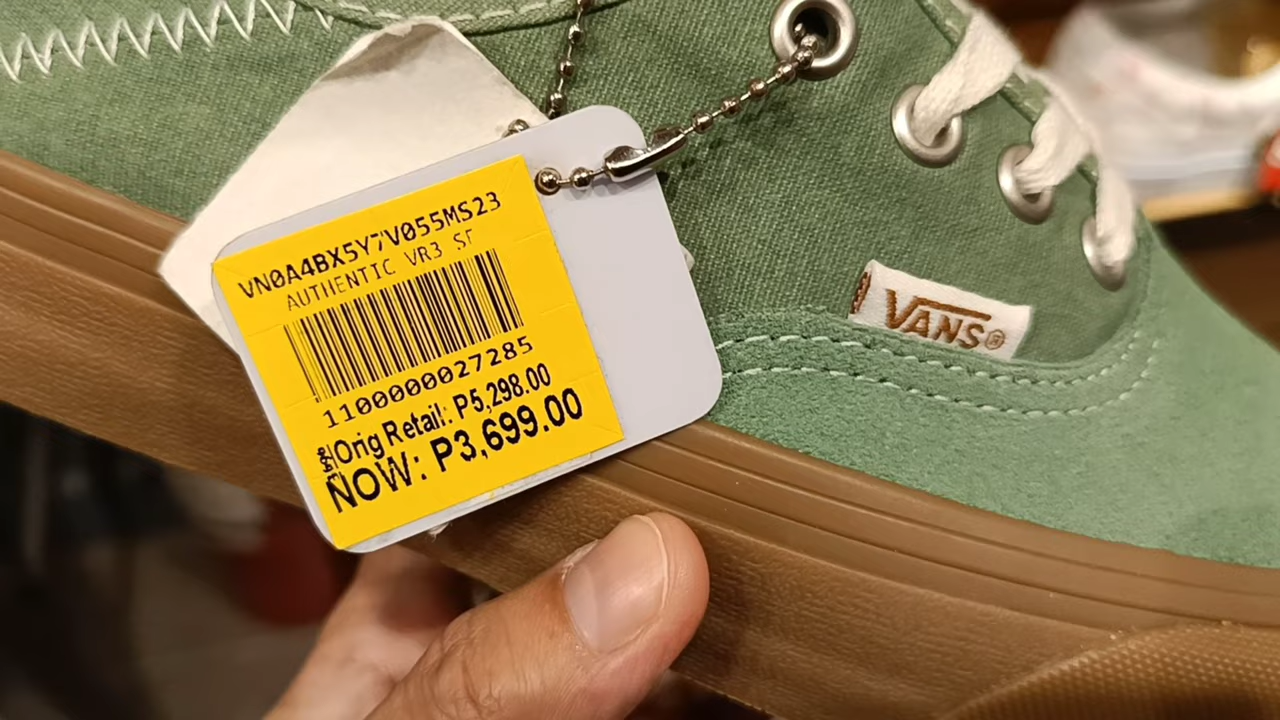 VN0A4BX5Y7V055MS23
AUTHENTIC VR3 SF
1100000027285
Orig Retail: P5,298.00
NOW: P3,699.00
VANS®